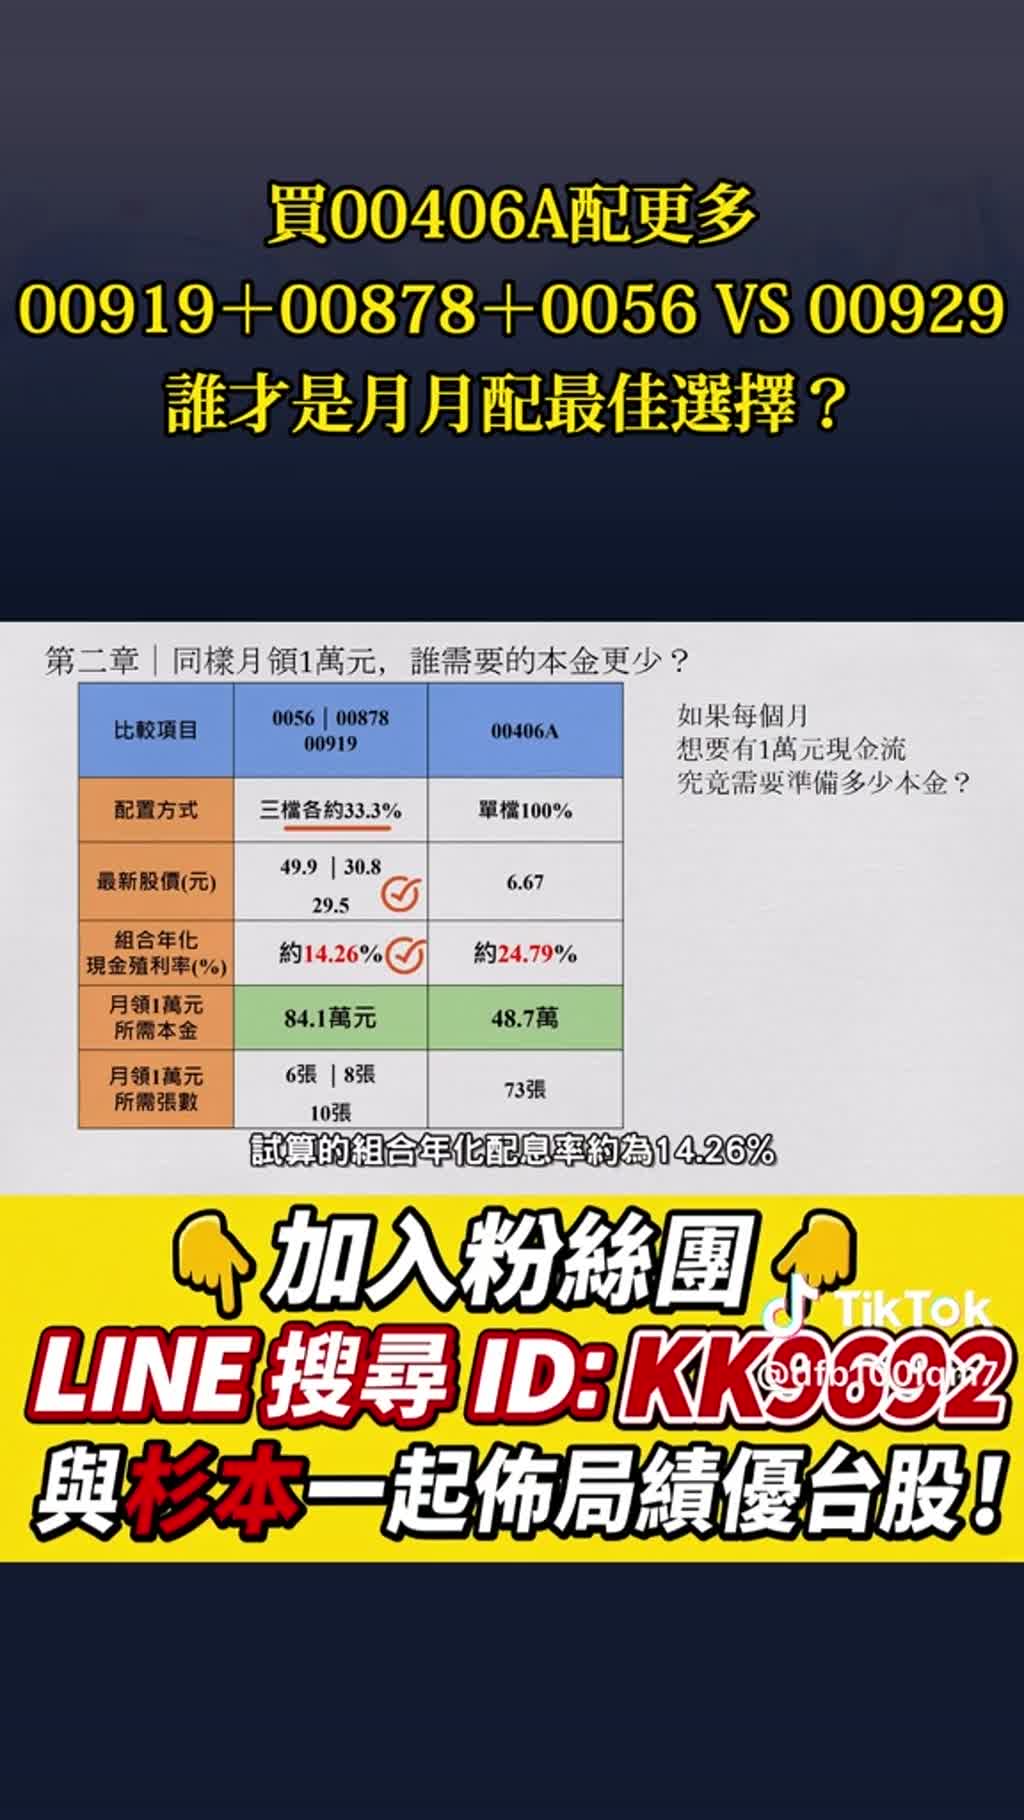 買00406A配更多
00919＋00878＋0056 VS 00929
誰才是月月配最佳選擇？
第二章｜同樣月領1萬元，誰需要的本金更少？
比較項目
0056｜00878
00919
00406A
如果每個月
想要有1萬元現金流
究竟需要準備多少本金？
配置方式
三檔各約33.3%
單檔100%
最新股價(元)
49.9｜30.8
29.5
6.67
組合年化
現金殖利率(%)
約14.26%
約24.79%
月領1萬元
所需本金
84.1萬元
48.7萬
月領1萬元
所需張數
6張｜8張
10張
73張
試算的組合年化配息率約為14.26%
👇加入粉絲團👇
TikTok
LINE 搜尋 ID: KK9692
與杉本一起佈局績優台股！